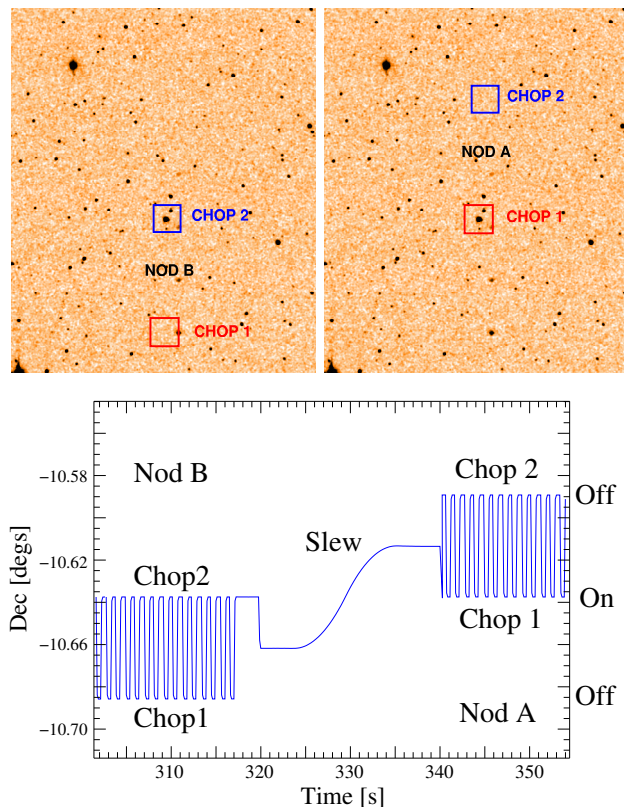 CHOP 2
NOD B
CHOP 1
CHOP 2
NOD A
CHOP 1
Nod B
Chop 2
Off
Slew
Chop2
On
Chop 1
Chop1
Nod A
Off
Dec [degs]
-10.58
-10.62
-10.66
-10.70
310 320 330 340 350
Time [s]